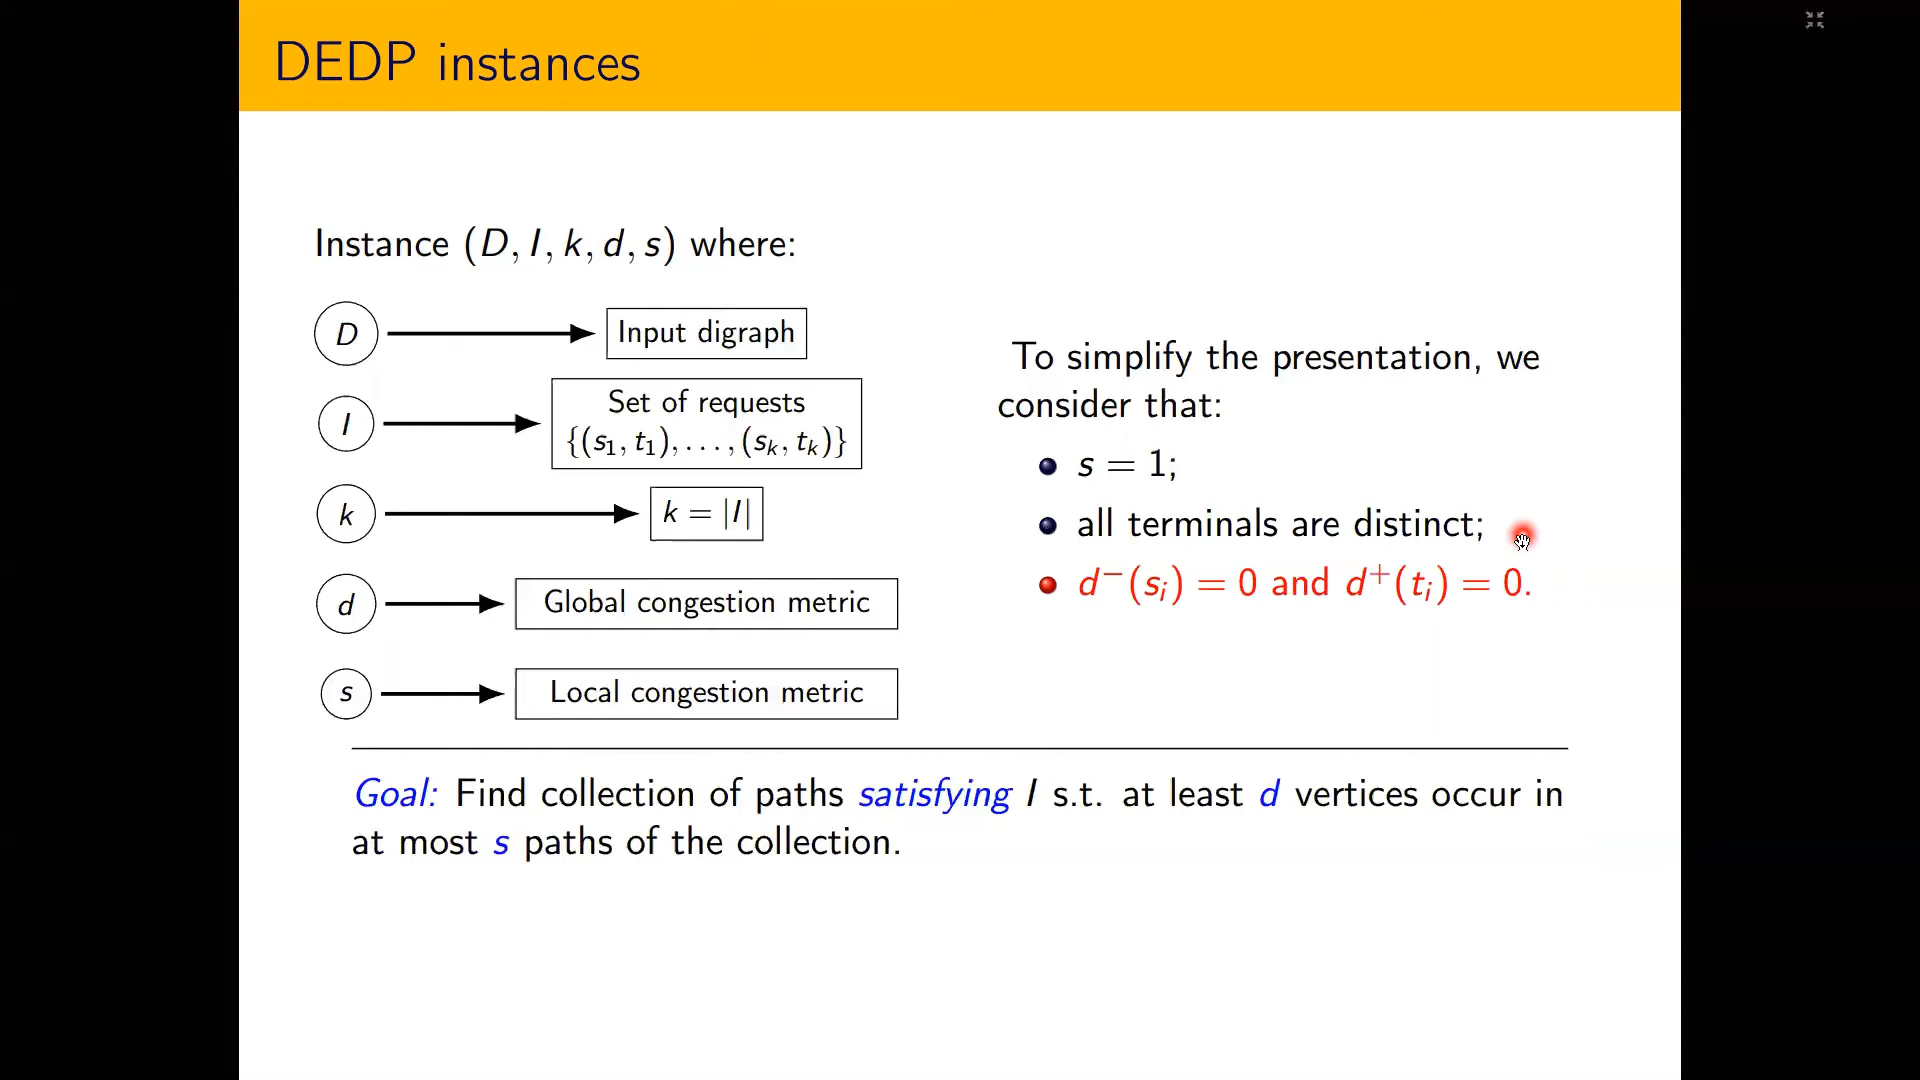 DEDP instances
Instance (D, I, k, d, s) where:
D
Input digraph
I
Set of requests
{(s₁, t₁), . . . , (sₖ, tₖ)}
k
k = |I|
d
Global congestion metric
s
Local congestion metric
To simplify the presentation, we
consider that:
s = 1;
all terminals are distinct;
d⁻(sᵢ) = 0 and d⁺(tᵢ) = 0.
Goal: Find collection of paths satisfying I s.t. at least d vertices occur in
at most s paths of the collection.